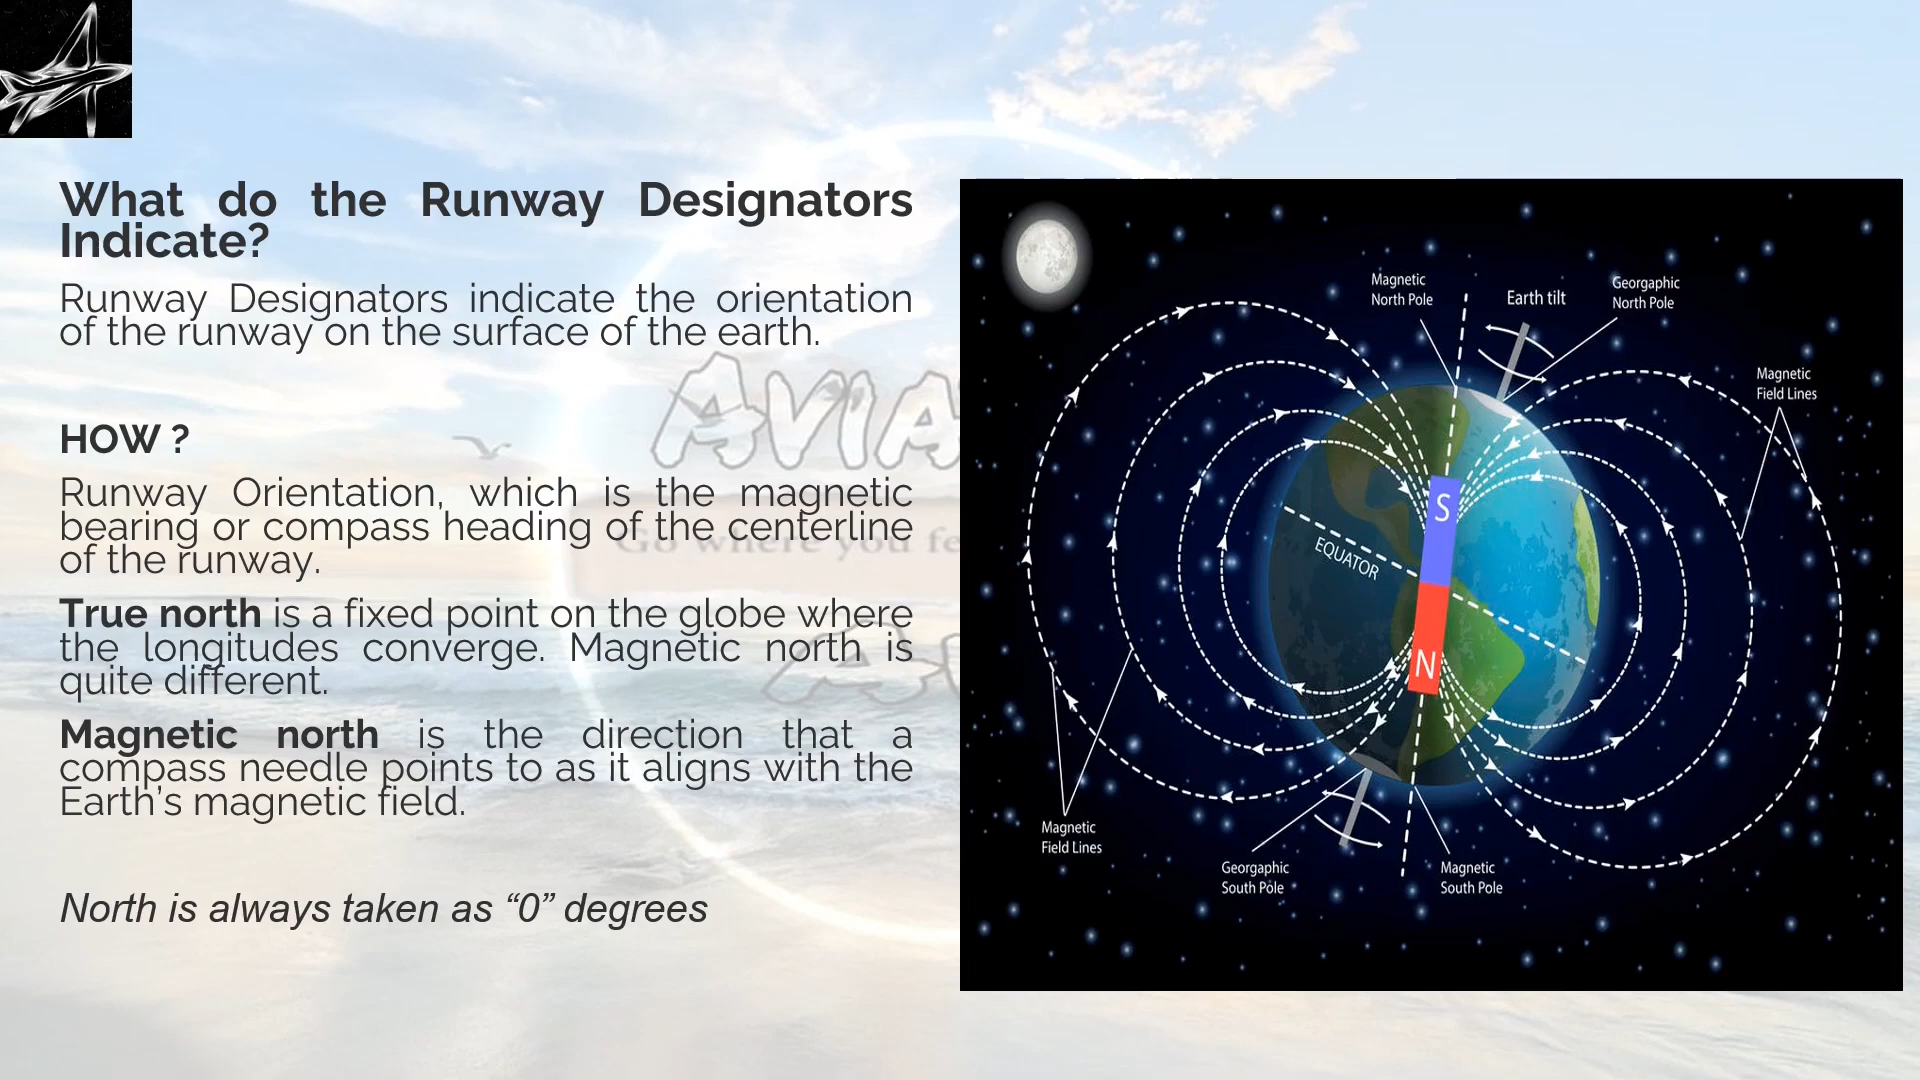 What do the Runway Designators
Indicate?
Runway Designators indicate the orientation
of the runway on the surface of the earth.
HOW ?
Runway Orientation, which is the magnetic
bearing or compass heading of the centerline
of the runway.
True north is a fixed point on the globe where
the longitudes converge. Magnetic north is
quite different.
Magnetic north is the direction that a
compass needle points to as it aligns with the
Earth's magnetic field.
North is always taken as “0” degrees
Magnetic
North Pole
Earth tilt
Georgaphic
North Pole
Magnetic
Field Lines
S
EQUATOR
N
Magnetic
Field Lines
Georgaphic
South Pole
Magnetic
South Pole
Go where you